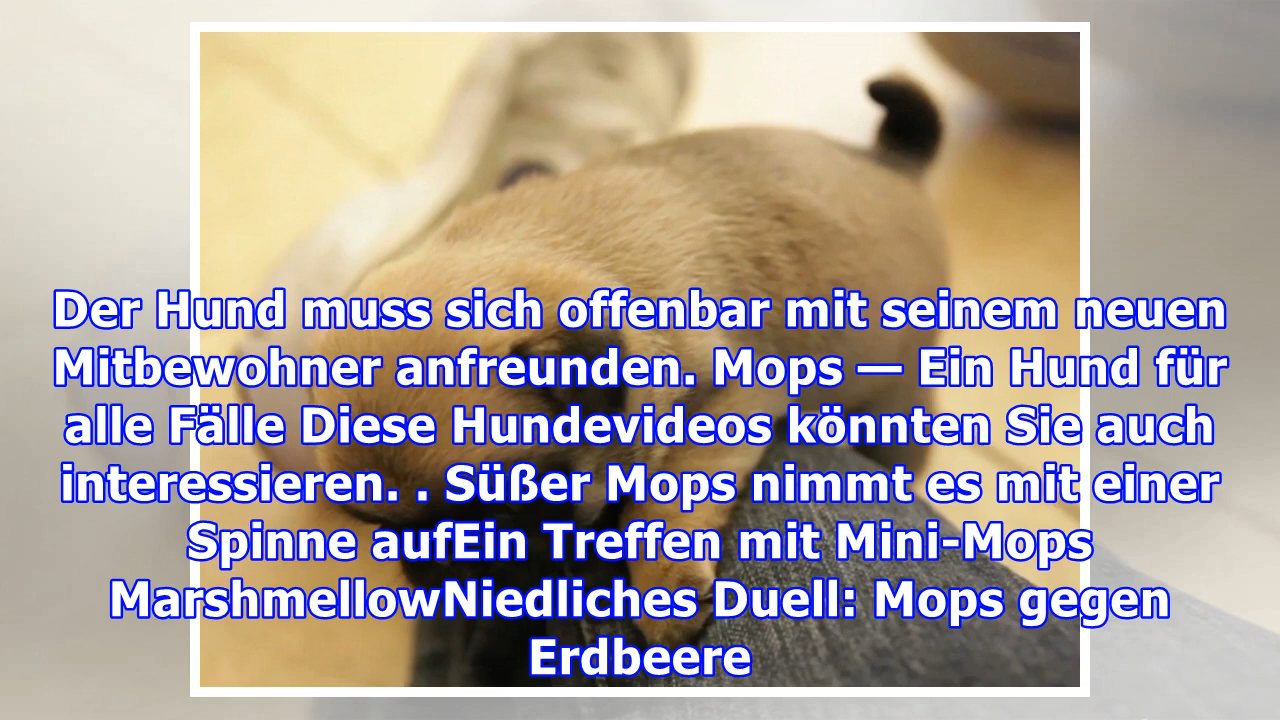 Der Hund muss sich offenbar mit seinem neuen
Mitbewohner anfreunden. Mops — Ein Hund für
alle Fälle Diese Hundevideos könnten Sie auch
interessieren. . Süßer Mops nimmt es mit einer
Spinne aufEin Treffen mit Mini-Mops
MarshmellowNiedliches Duell: Mops gegen
Erdbeere